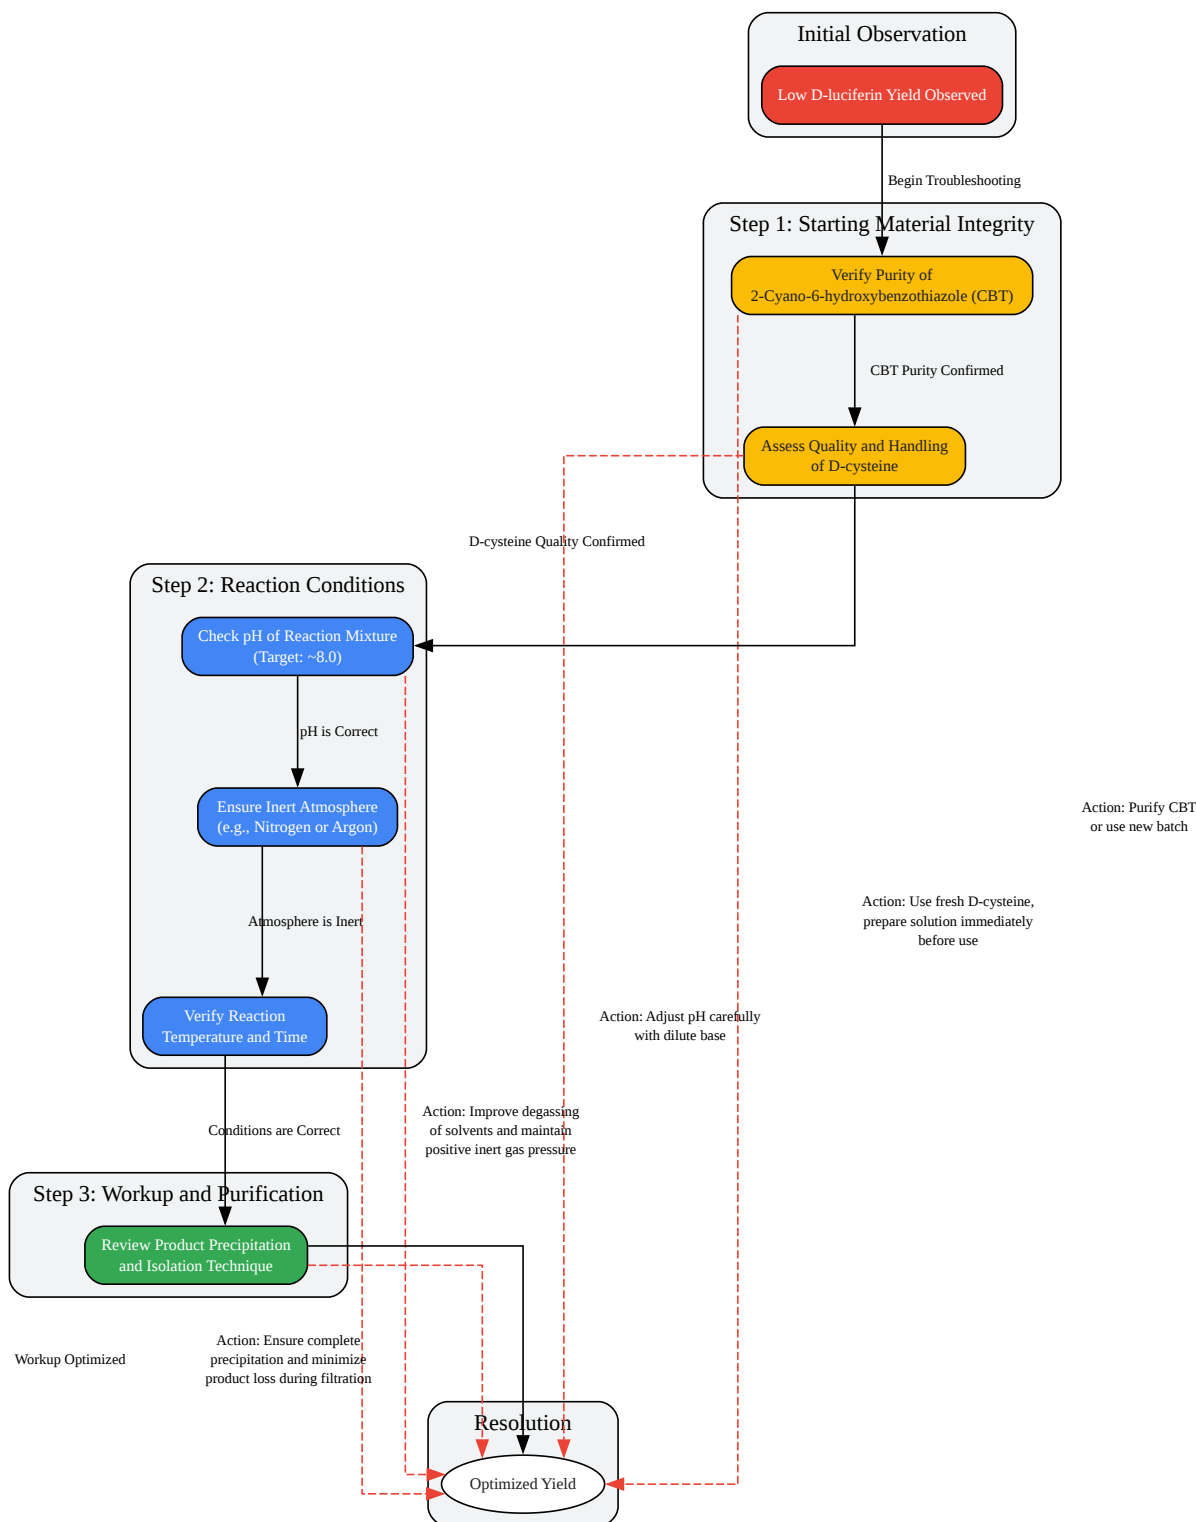 Initial Observation
Low D-luciferin Yield Observed
Begin Troubleshooting
Step 1: Starting Material Integrity
Verify Purity of
2-Cyano-6-hydroxybenzothiazole (CBT)
CBT Purity Confirmed
Assess Quality and Handling
of D-cysteine
D-cysteine Quality Confirmed
Step 2: Reaction Conditions
Check pH of Reaction Mixture
(Target: ~8.0)
pH is Correct
Ensure Inert Atmosphere
(e.g., Nitrogen or Argon)
Action: Purify CBT
or use new batch
Action: Use fresh D-cysteine,
prepare solution immediately
before use
Atmosphere is Inert
Verify Reaction
Temperature and Time
Action: Adjust pH carefully
with dilute base
Action: Improve degassing
of solvents and maintain
positive inert gas pressure
Conditions are Correct
Step 3: Workup and Purification
Review Product Precipitation
and Isolation Technique
Workup Optimized
Action: Ensure complete
precipitation and minimize
product loss during filtration
Resolution
Optimized Yield